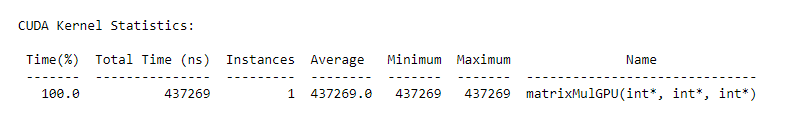 CUDA Kernel Statistics:
Time(%) Total Time (ns) Instances Average Minimum Maximum Name
------- --------------- --------- -------- ------- ------- ------------------------------
100.0 437269 1 437269.0 437269 437269 matrixMulGPU(int*, int*, int*)